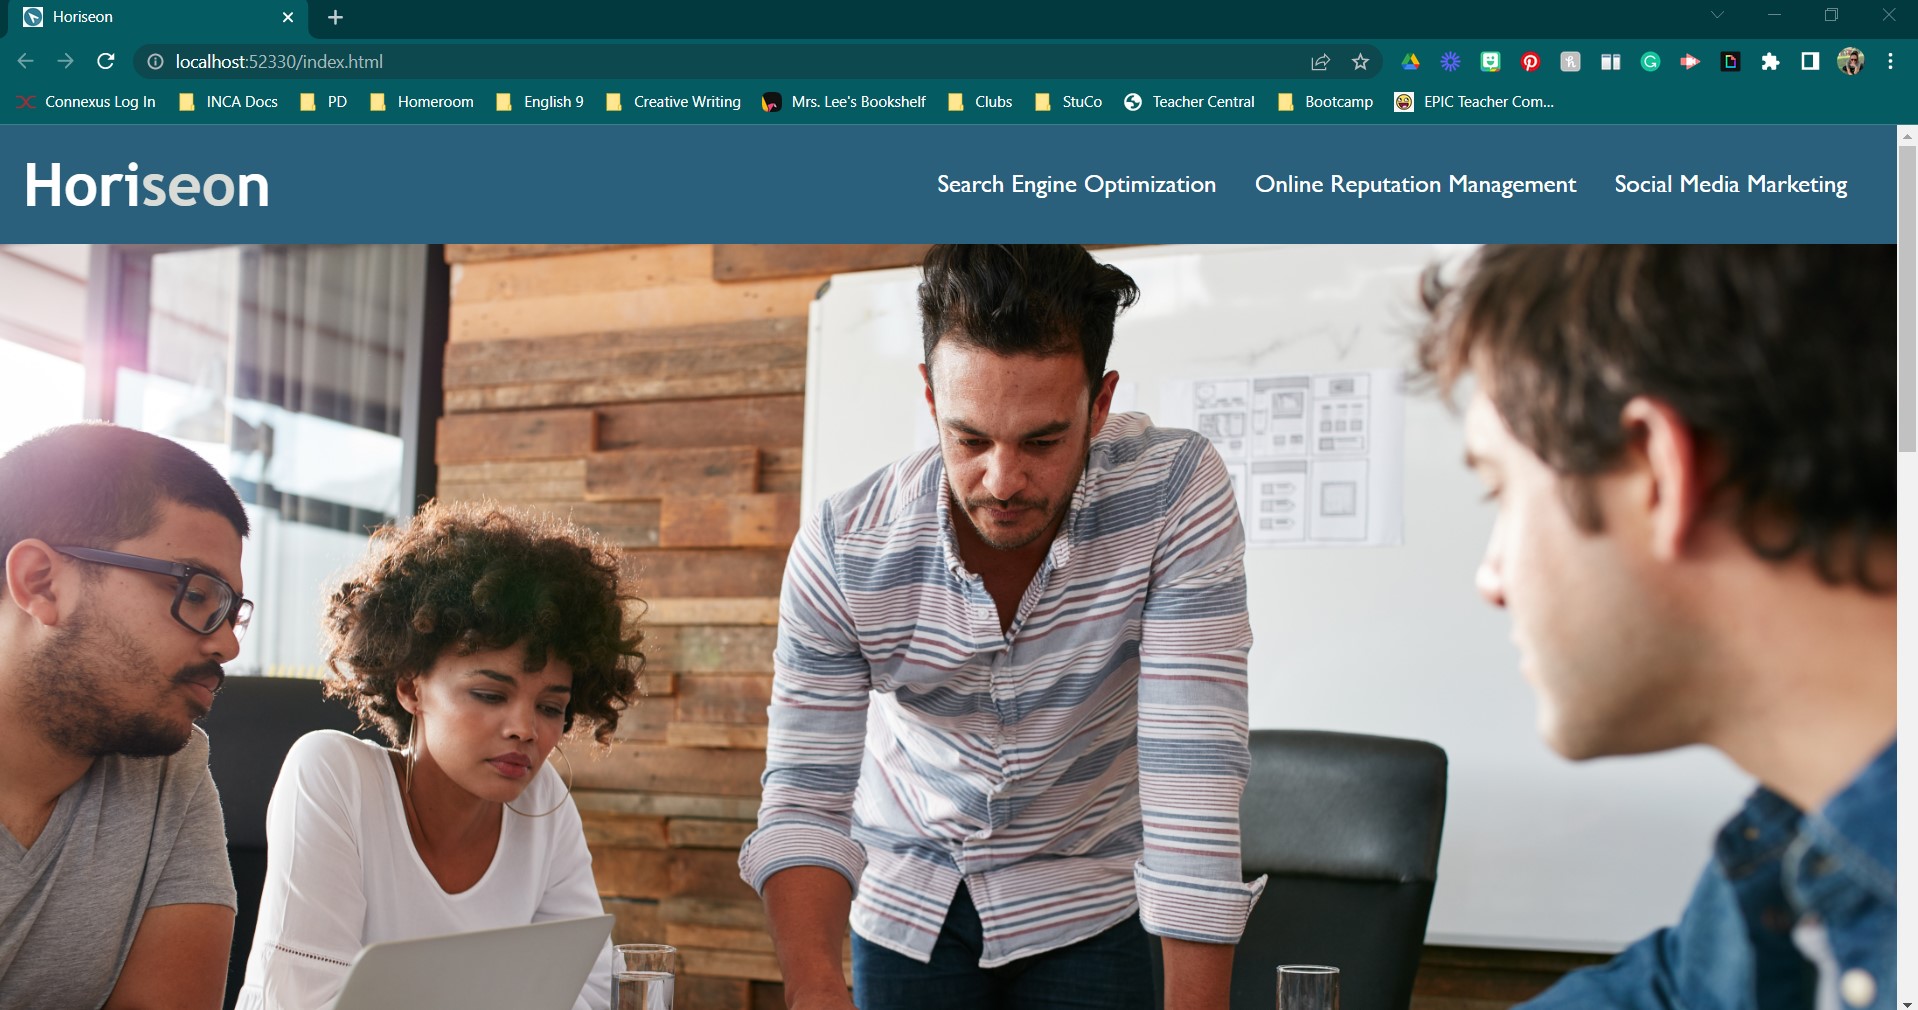 Horiseon
localhost:52330/index.html
Connexus Log In INCA Docs PD Homeroom English 9 Creative Writing Mrs. Lee's Bookshelf Clubs StuCo Teacher Central Bootcamp EPIC Teacher Com...
Horiseon Search Engine Optimization Online Reputation Management Social Media Marketing